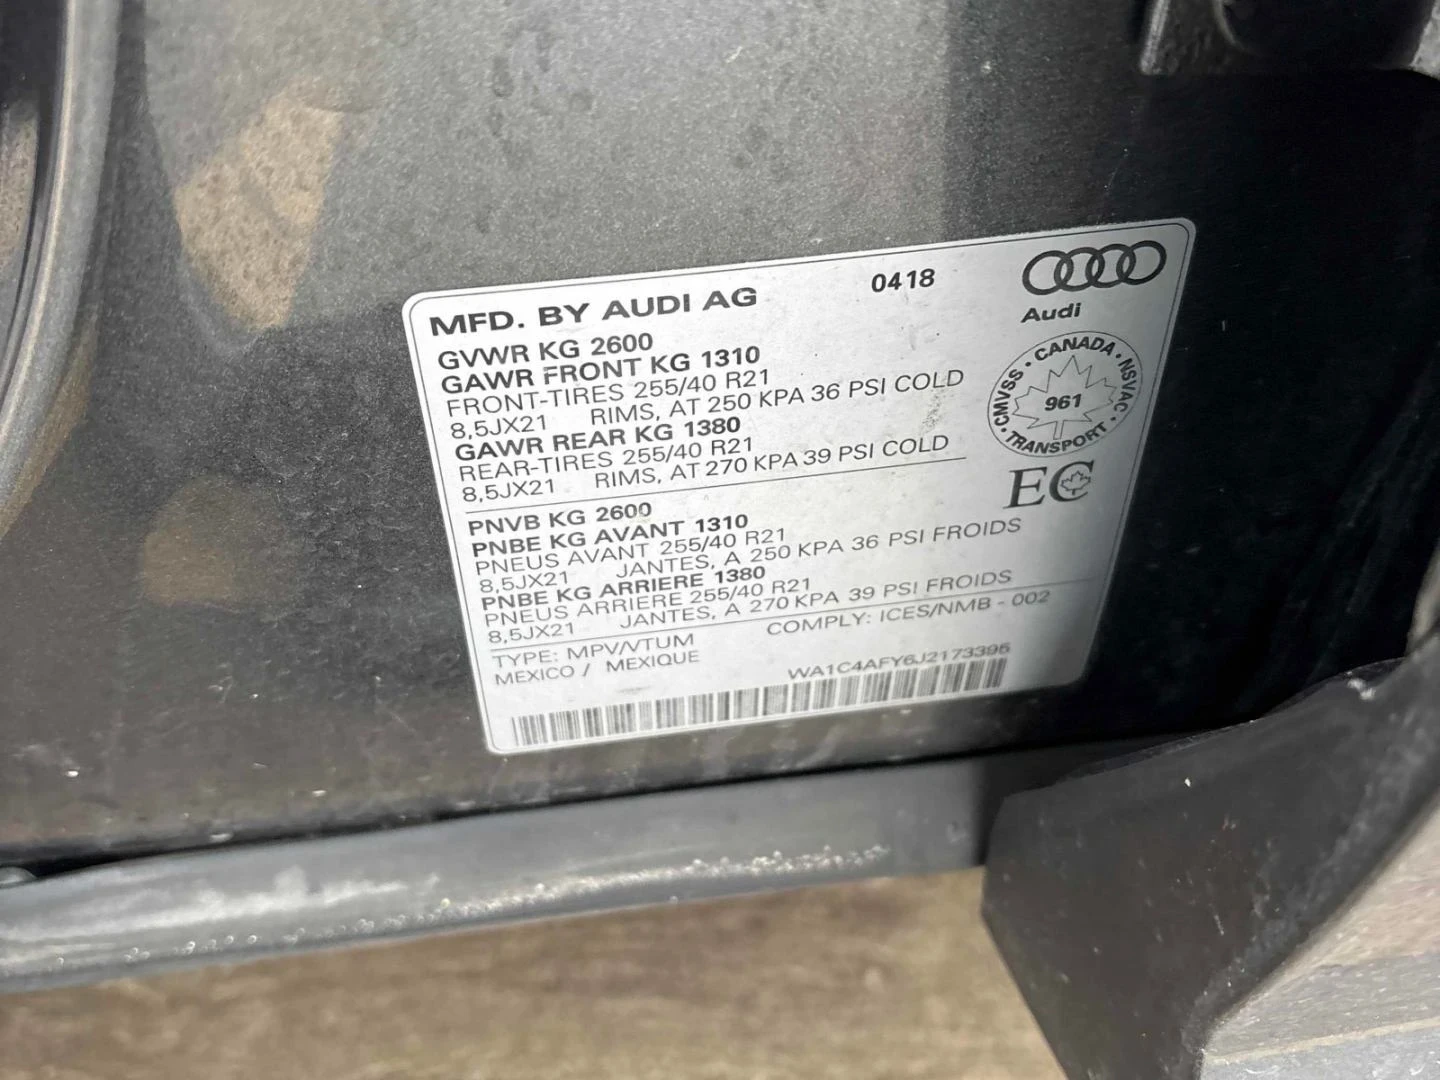 MFD. BY AUDI AG 0418
Audi
GVWR KG 2600
GAWR FRONT KG 1310
FRONT-TIRES 255/40 R21
8,5JX21 RIMS, AT 250 KPA 36 PSI COLD
GAWR REAR KG 1380
REAR-TIRES 255/40 R21
8,5JX21 RIMS, AT 270 KPA 39 PSI COLD
CMVSS · CANADA · NSVAC · TRANSPORT ·
961
EC
PNVB KG 2600
PNBE KG AVANT 1310
PNEUS AVANT 255/40 R21
8,5JX21 JANTES, A 250 KPA 36 PSI FROIDS
PNBE KG ARRIERE 1380
PNEUS ARRIERE 255/40 R21
8,5JX21 JANTES, A 270 KPA 39 PSI FROIDS
TYPE: MPV/VTUM COMPLY: ICES/NMB - 002
MEXICO / MEXIQUE
WA1C4AFY6J2173395